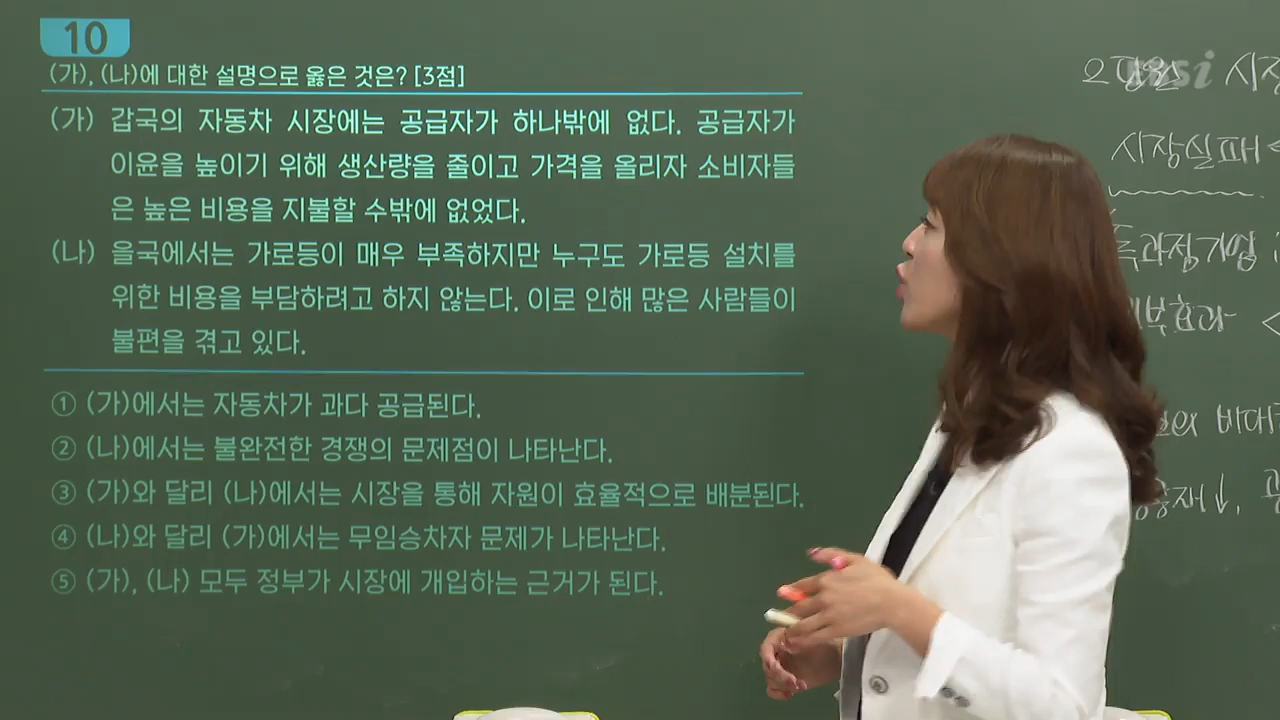 10
(가), (나)에 대한 설명으로 옳은 것은? [3점]
(가) 갑국의 자동차 시장에는 공급자가 하나밖에 없다. 공급자가
이윤을 높이기 위해 생산량을 줄이고 가격을 올리자 소비자들
은 높은 비용을 지불할 수밖에 없었다.
(나) 을국에서는 가로등이 매우 부족하지만 누구도 가로등 설치를
위한 비용을 부담하려고 하지 않는다. 이로 인해 많은 사람들이
불편을 겪고 있다.
① (가)에서는 자동차가 과다 공급된다.
② (나)에서는 불완전한 경쟁의 문제점이 나타난다.
③ (가)와 달리 (나)에서는 시장을 통해 자원이 효율적으로 배분된다.
④ (나)와 달리 (가)에서는 무임승차자 문제가 나타난다.
⑤ (가), (나) 모두 정부가 시장에 개입하는 근거가 된다.
시장실패